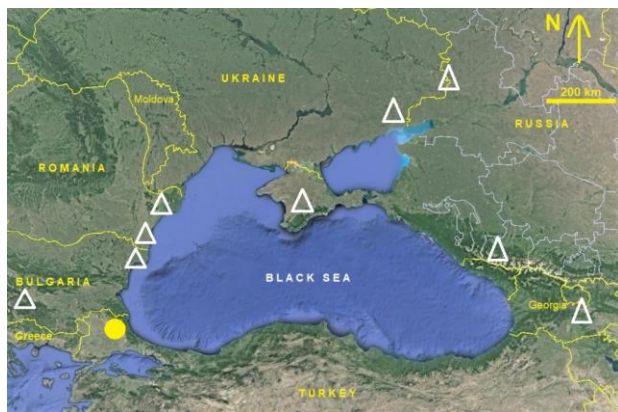 N
UKRAINE
Moldova
200 km
RUSSIA
ROMANIA
BLACK SEA
BULGARIA
Georgia
Greece
TURKEY